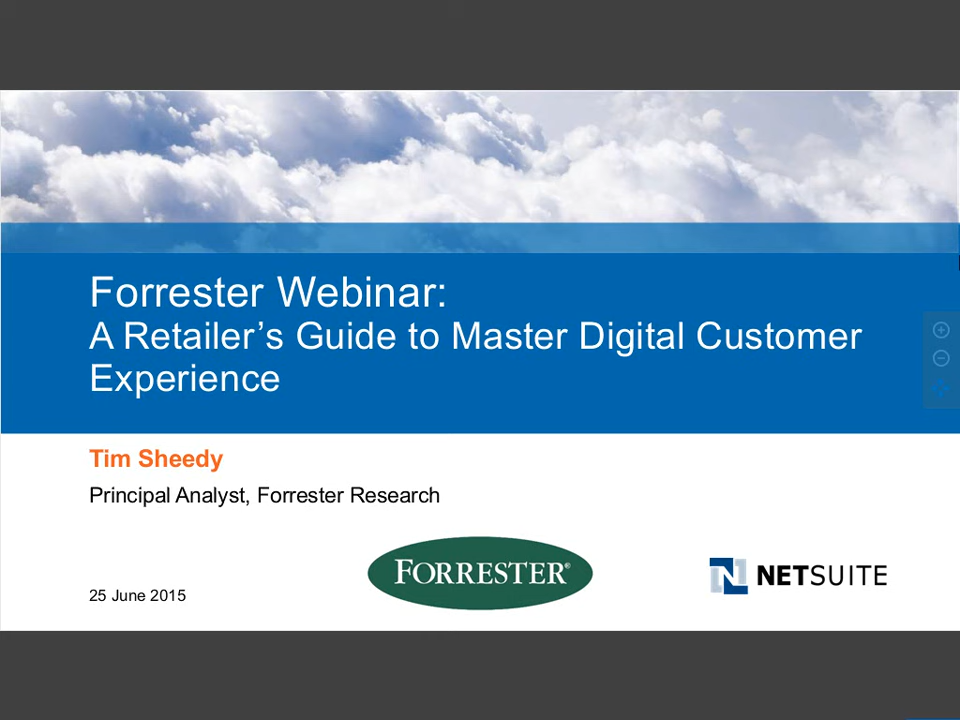 Forrester Webinar:
A Retailer’s Guide to Master Digital Customer
Experience
Tim Sheedy
Principal Analyst, Forrester Research
FORRESTER®
NETSUITE
25 June 2015